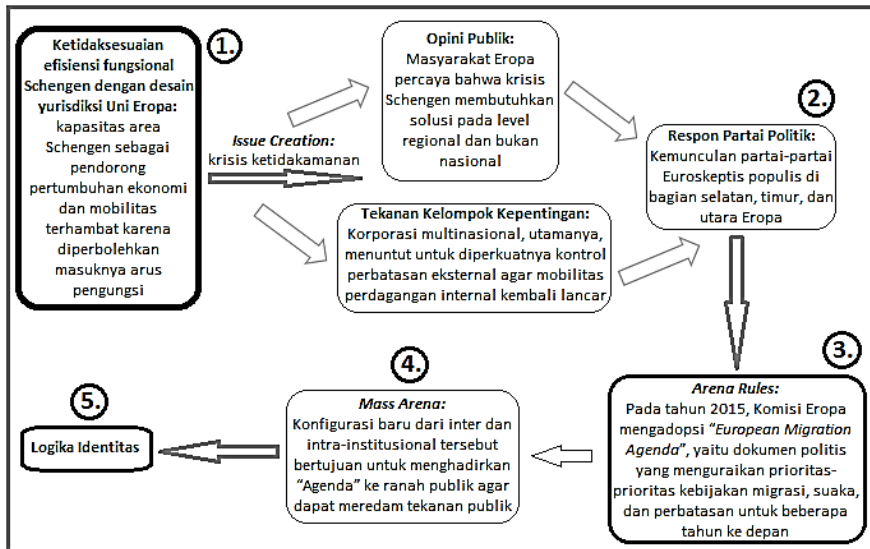 1.
Ketidaksesuaian
efisiensi fungsional
Schengen dengan desain
yurisdiksi Uni Eropa:
kapasitas area
Schengen sebagai
pendorong
pertumbuhan ekonomi
dan mobilitas
terhambat karena
diperbolehkan
masuknya arus
pengungsi
Issue Creation:
krisis ketidakamanan
Opini Publik:
Masyarakat Eropa
percaya bahwa krisis
Schengen membutuhkan
solusi pada level
regional dan bukan
nasional
Tekanan Kelompok Kepentingan:
Korporasi multinasional, utamanya,
menuntut untuk diperkuatnya kontrol
perbatasan eksternal agar mobilitas
perdagangan internal kembali lancar
2.
Respon Partai Politik:
Kemunculan partai-partai
Euroskeptis populis di
bagian selatan, timur, dan
utara Eropa
3.
Arena Rules:
Pada tahun 2015, Komisi Eropa
mengadopsi “European Migration
Agenda”, yaitu dokumen politis
yang menguraikan prioritas-
prioritas kebijakan migrasi, suaka,
dan perbatasan untuk beberapa
tahun ke depan
4.
Mass Arena:
Konfigurasi baru dari inter dan
intra-institusional tersebut
bertujuan untuk menghadirkan
“Agenda” ke ranah publik agar
dapat meredam tekanan publik
5.
Logika Identitas